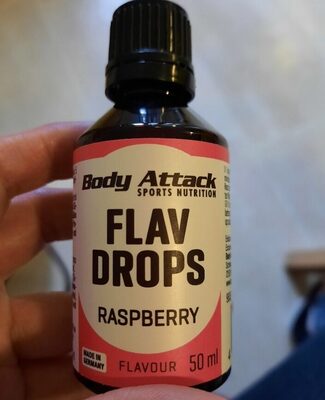 Body Attack
SPORTS NUTRITION
FLAV
DROPS
RASPBERRY
MADE IN
GERMANY
FLAVOUR 50 ml